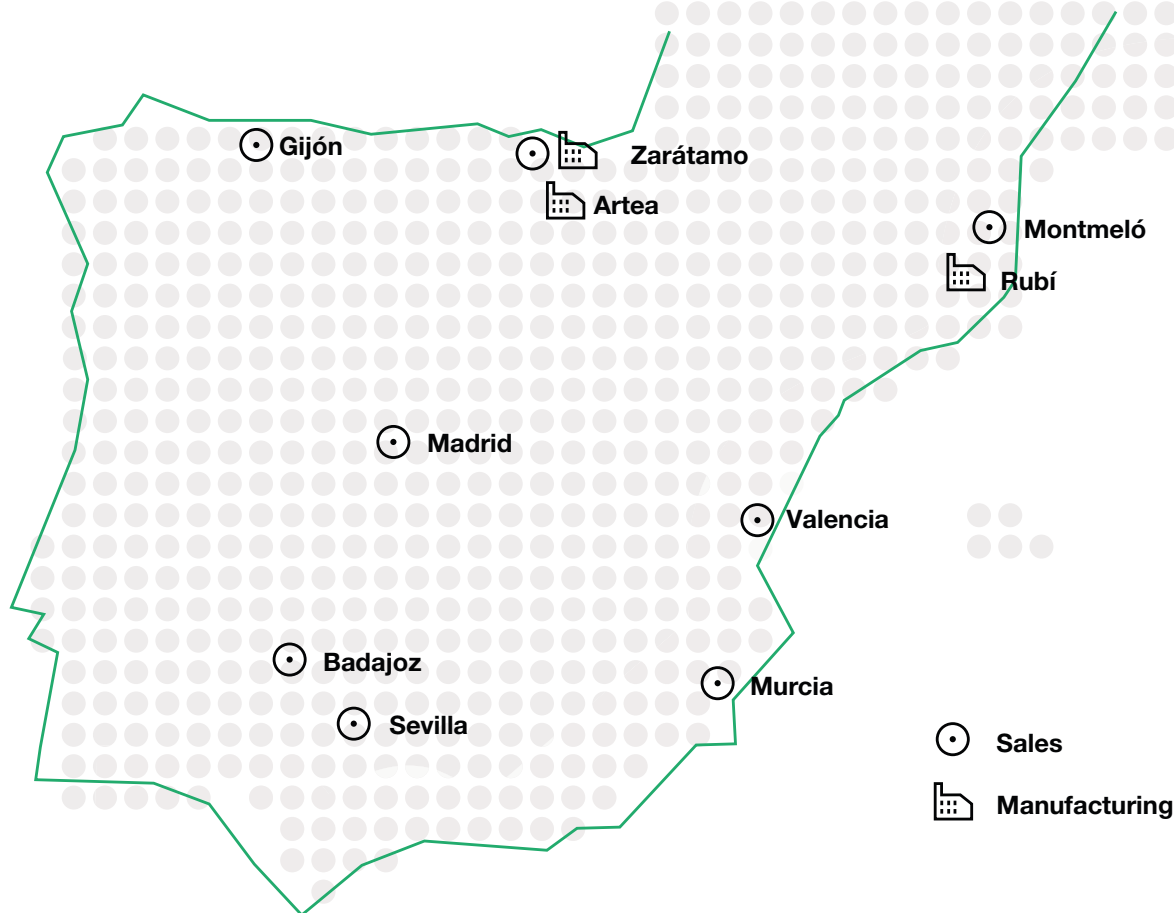 Gijón
Zarátamo
Artea
Montmeló
Rubí
Madrid
Valencia
Badajoz
Murcia
Sevilla
Sales
Manufacturing